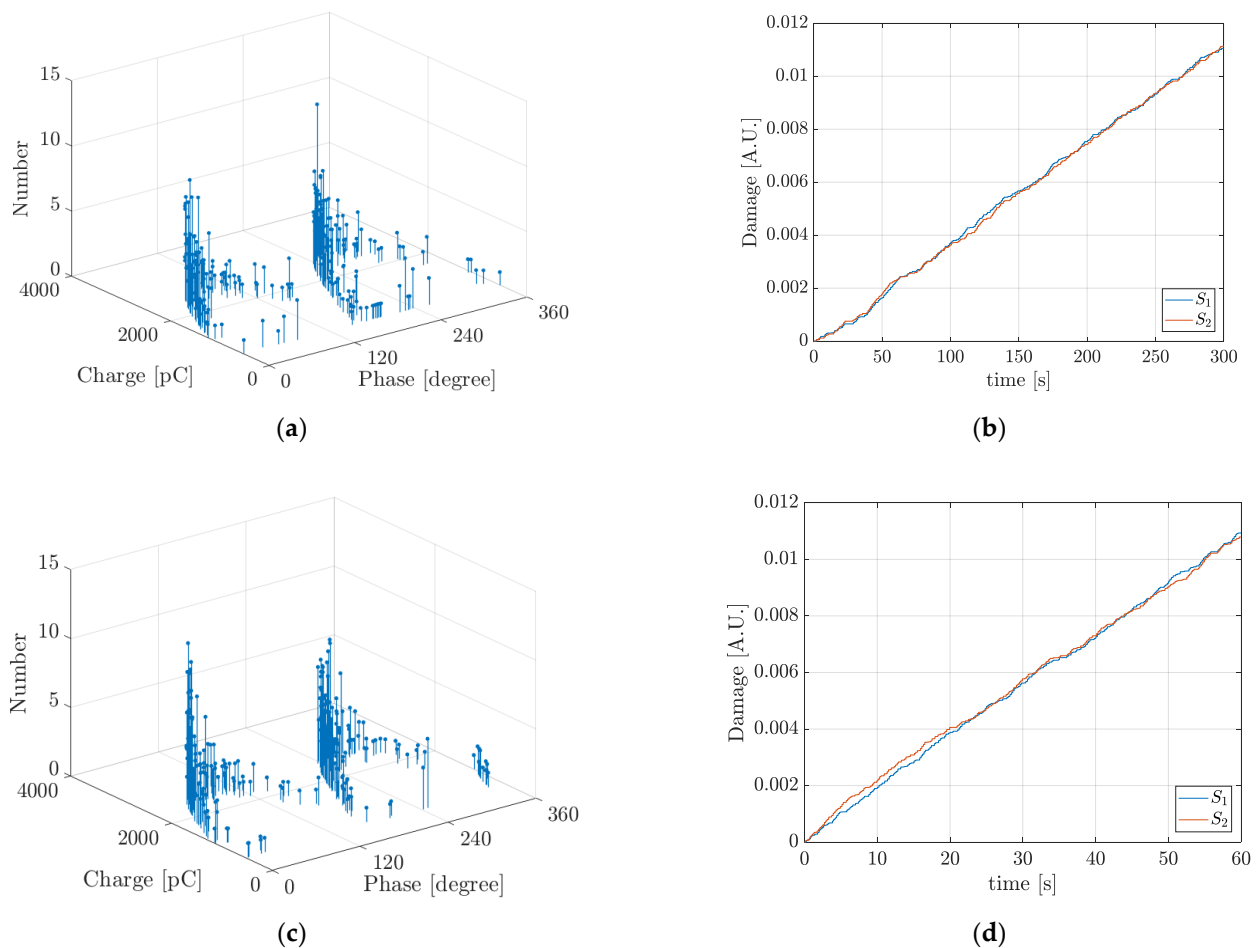 15
10
5
0
Number
4000
2000
0
Charge [pC]
0
120
240
360
Phase [degree]
(a)
0.012
0.01
0.008
0.006
0.004
0.002
0
Damage [A.U.]
0
50
100
150
200
250
300
time [s]
S1
S2
(b)
15
10
5
0
Number
4000
2000
0
Charge [pC]
0
120
240
360
Phase [degree]
(c)
0.012
0.01
0.008
0.006
0.004
0.002
0
Damage [A.U.]
0
10
20
30
40
50
60
time [s]
S1
S2
(d)